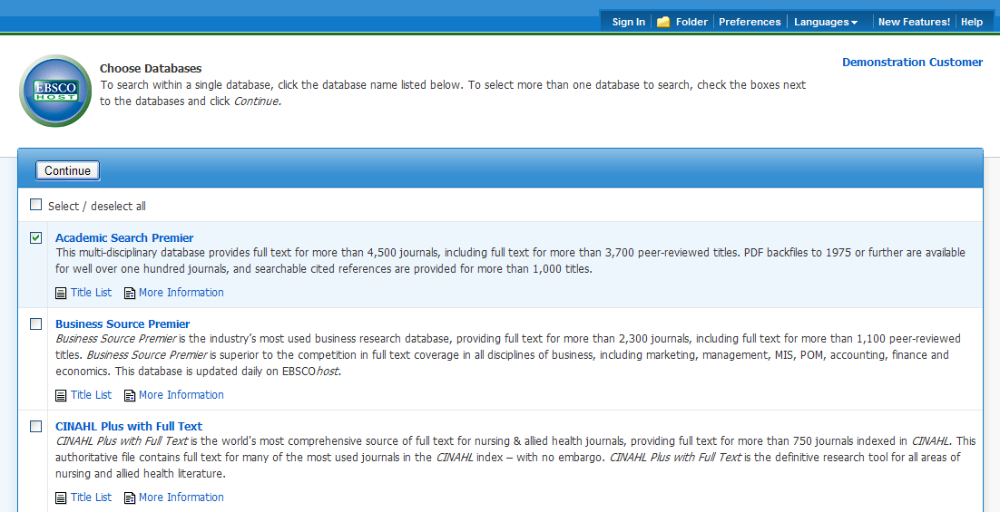 Sign In Folder Preferences Languages New Features! Help
Demonstration Customer
EBSCO
HOST
Choose Databases
To search within a single database, click the database name listed below. To select more than one database to search, check the boxes next
to the databases and click Continue.
Continue
Select / deselect all
Academic Search Premier
This multi-disciplinary database provides full text for more than 4,500 journals, including full text for more than 3,700 peer-reviewed titles. PDF backfiles to 1975 or further are available
for well over one hundred journals, and searchable cited references are provided for more than 1,000 titles.
Title List More Information
Business Source Premier
Business Source Premier is the industry's most used business research database, providing full text for more than 2,300 journals, including full text for more than 1,100 peer-reviewed
titles. Business Source Premier is superior to the competition in full text coverage in all disciplines of business, including marketing, management, MIS, POM, accounting, finance and
economics. This database is updated daily on EBSCOhost.
Title List More Information
CINAHL Plus with Full Text
CINAHL Plus with Full Text is the world's most comprehensive source of full text for nursing & allied health journals, providing full text for more than 750 journals indexed in CINAHL. This
authoritative file contains full text for many of the most used journals in the CINAHL index – with no embargo. CINAHL Plus with Full Text is the definitive research tool for all areas of
nursing and allied health literature.
Title List More Information